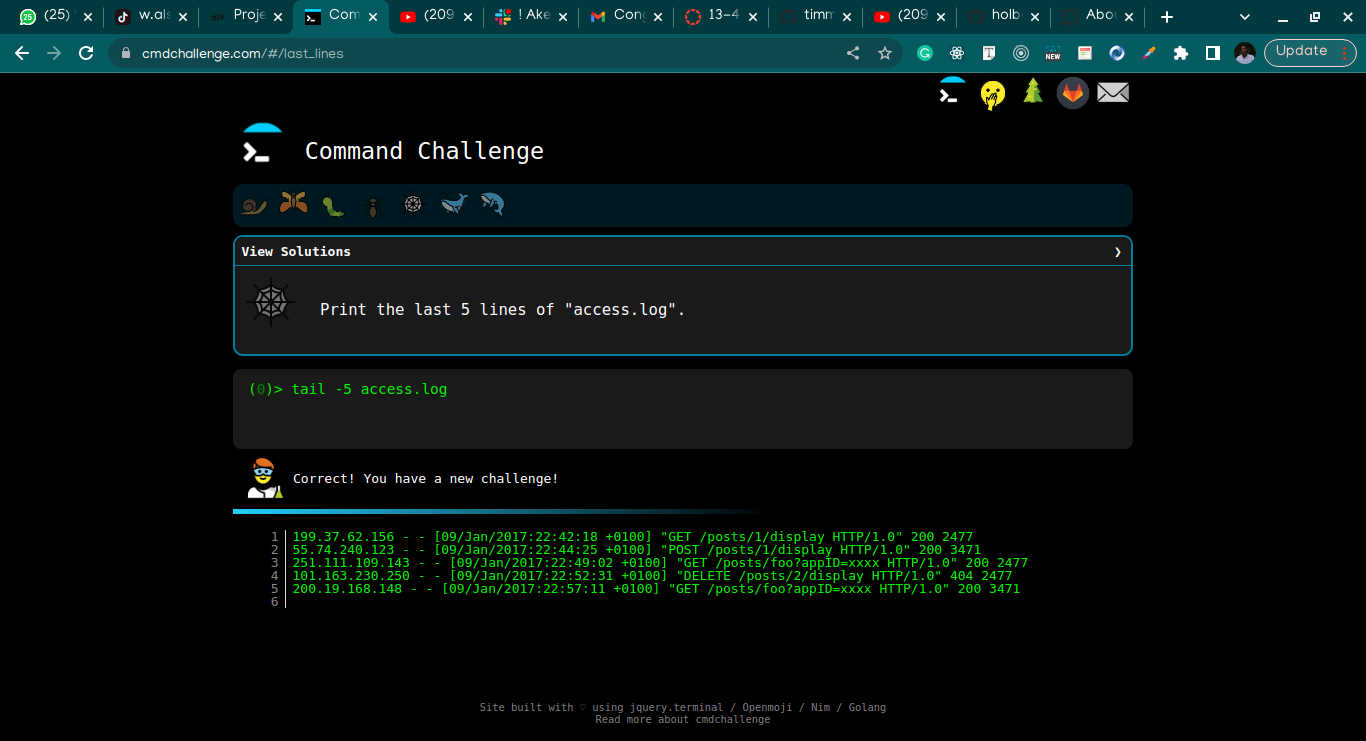 (25) w.als Proje Com (209 ! Ake Cong 13-4 timm (209 holb Abou
cmdchallenge.com/#/last_lines NEW Update
Command Challenge
View Solutions
Print the last 5 lines of "access.log".
(0)> tail -5 access.log
Correct! You have a new challenge!
1 199.37.62.156 - - [09/Jan/2017:22:42:18 +0100] "GET /posts/1/display HTTP/1.0" 200 2477
2 55.74.240.123 - - [09/Jan/2017:22:44:25 +0100] "POST /posts/1/display HTTP/1.0" 200 3471
3 251.111.109.143 - - [09/Jan/2017:22:49:02 +0100] "GET /posts/foo?appID=xxxx HTTP/1.0" 200 2477
4 101.163.230.250 - - [09/Jan/2017:22:52:31 +0100] "DELETE /posts/2/display HTTP/1.0" 404 2477
5 200.19.168.148 - - [09/Jan/2017:22:57:11 +0100] "GET /posts/foo?appID=xxxx HTTP/1.0" 200 3471
6
Site built with ♡ using jquery.terminal / Openmoji / Nim / Golang
Read more about cmdchallenge